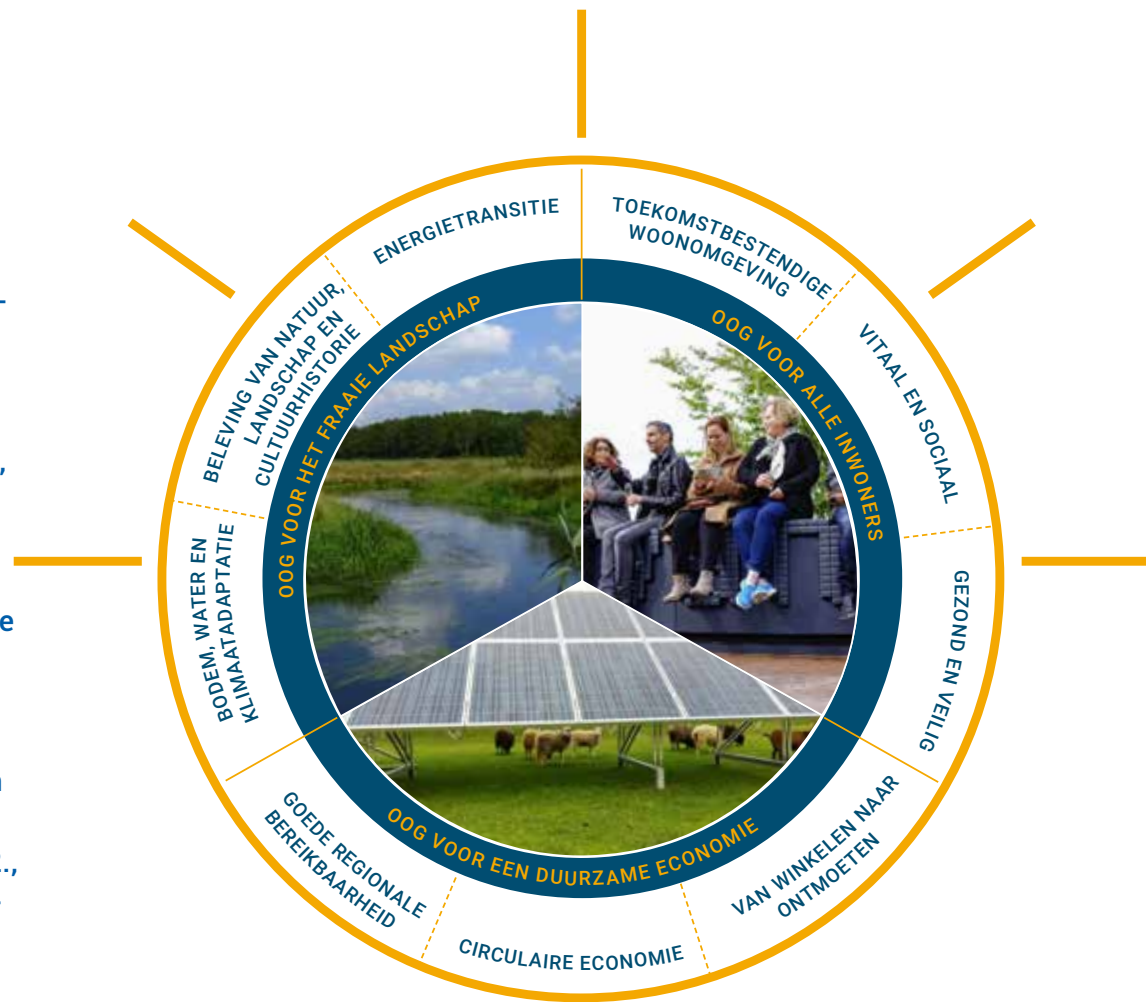 ENERGIETRANSITIE
TOEKOMSTBESTENDIGE
WOONOMGEVING
VITAAL EN SOCIAAL
GEZOND EN VEILIG
VAN WINKELEN NAAR
ONTMOETEN
CIRCULAIRE ECONOMIE
GOEDE REGIONALE
BEREIKBAARHEID
BODEM, WATER EN
KLIMAATADAPTATIE
BELEVING VAN NATUUR,
LANDSCHAP EN
CULTUURHISTORIE
OOG VOOR HET FRAAIE LANDSCHAP
OOG VOOR ALLE INWONERS
OOG VOOR EEN DUURZAME ECONOMIE